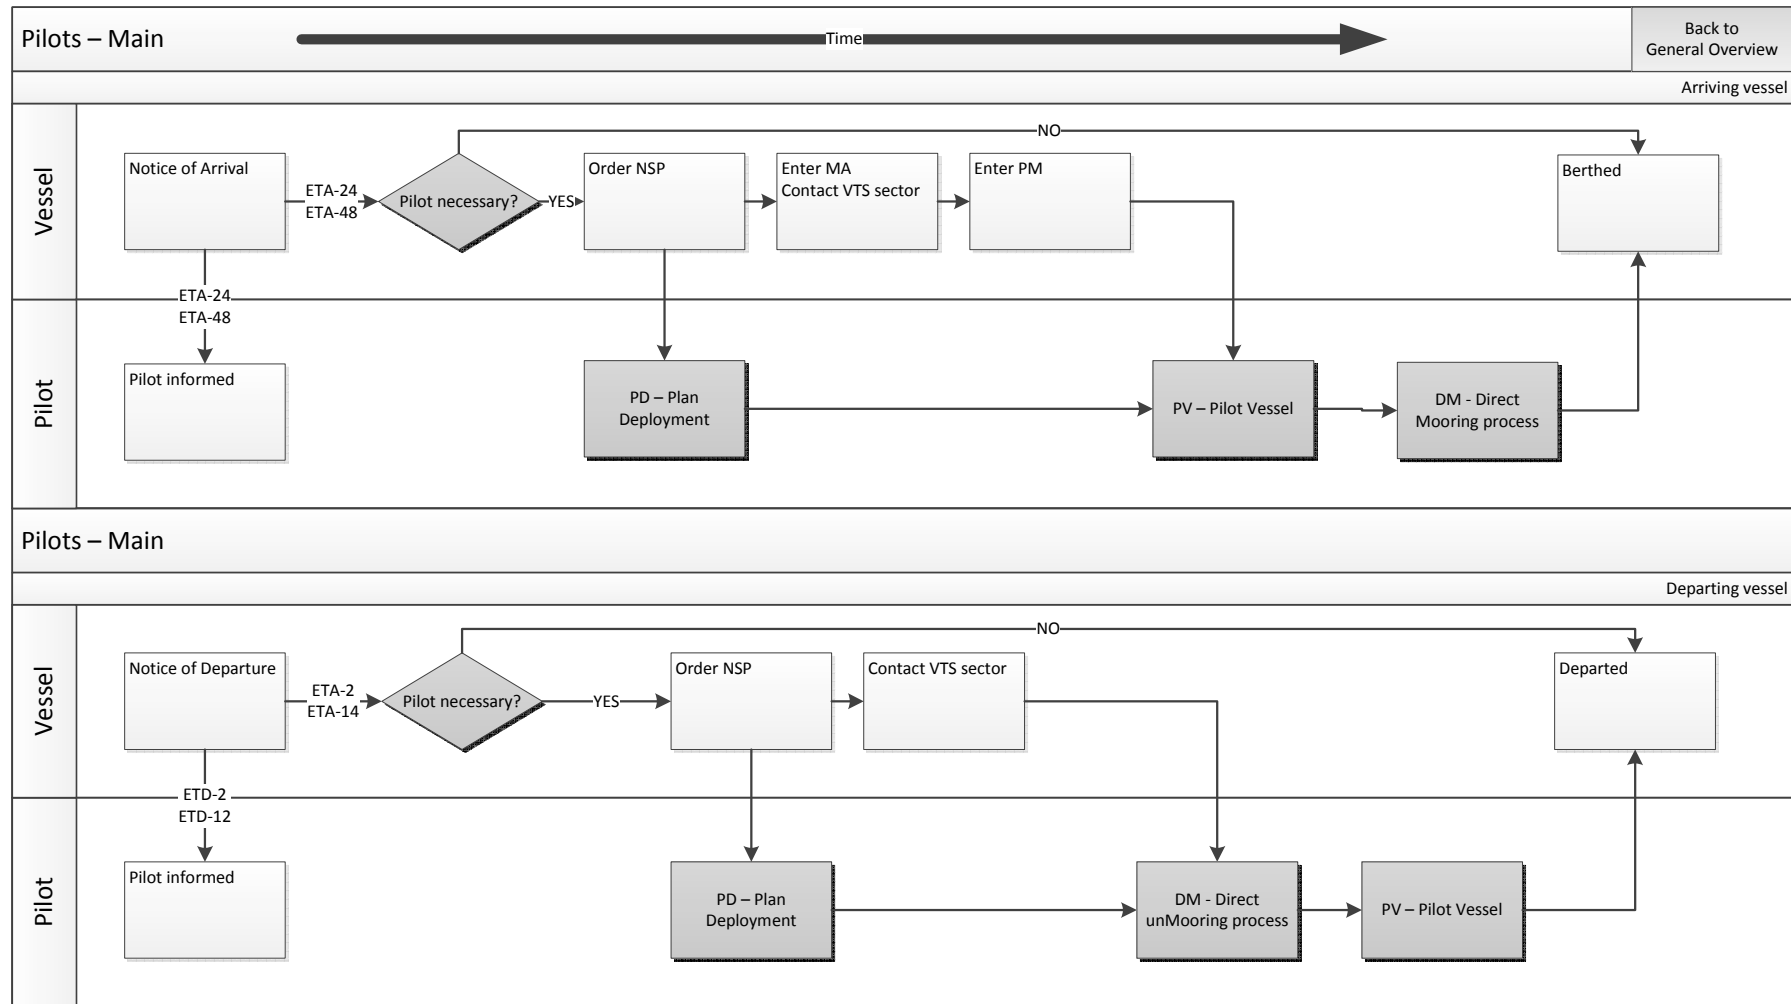 Pilots – Main
Time
Back to
General Overview
Arriving vessel
Vessel
Notice of Arrival
ETA-24
ETA-48
Pilot necessary?
YES
NO
Order NSP
Enter MA
Contact VTS sector
Enter PM
Berthed
ETA-24
ETA-48
Pilot
Pilot informed
PD – Plan
Deployment
PV – Pilot Vessel
DM - Direct
Mooring process
Pilots – Main
Departing vessel
Vessel
Notice of Departure
ETA-2
ETA-14
Pilot necessary?
YES
NO
Order NSP
Contact VTS sector
Departed
ETD-2
ETD-12
Pilot
Pilot informed
PD – Plan
Deployment
DM - Direct
unMooring process
PV – Pilot Vessel